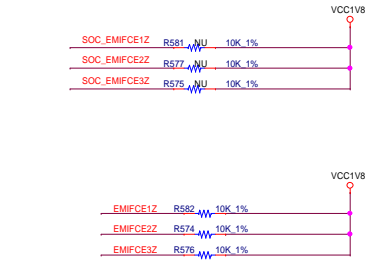 VCC1V8
SOC_EMIFCE1Z R581 NU 10K_1%
SOC_EMIFCE2Z R577 NU 10K_1%
SOC_EMIFCE3Z R575 NU 10K_1%
VCC1V8
EMIFCE1Z R582 10K_1%
EMIFCE2Z R574 10K_1%
EMIFCE3Z R576 10K_1%